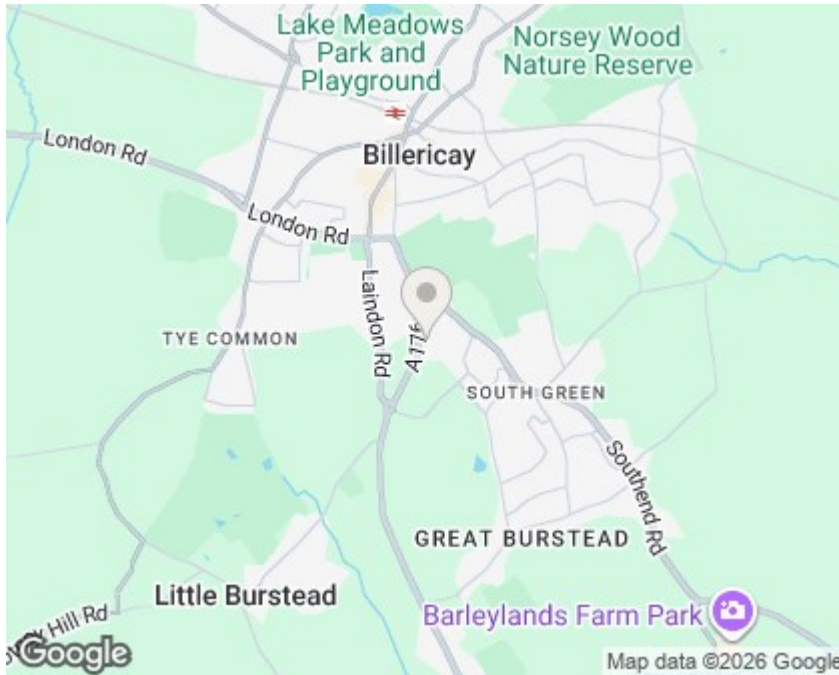 Lake Meadows
Park and
Playground
Norsey Wood
Nature Reserve
London Rd
Billericay
London Rd
Laindon Rd
A176
TYE COMMON
SOUTH GREEN
Southend Rd
GREAT BURSTEAD
Little Burstead
Barleylands Farm Park
Hill Rd
Google
Map data ©2026 Google